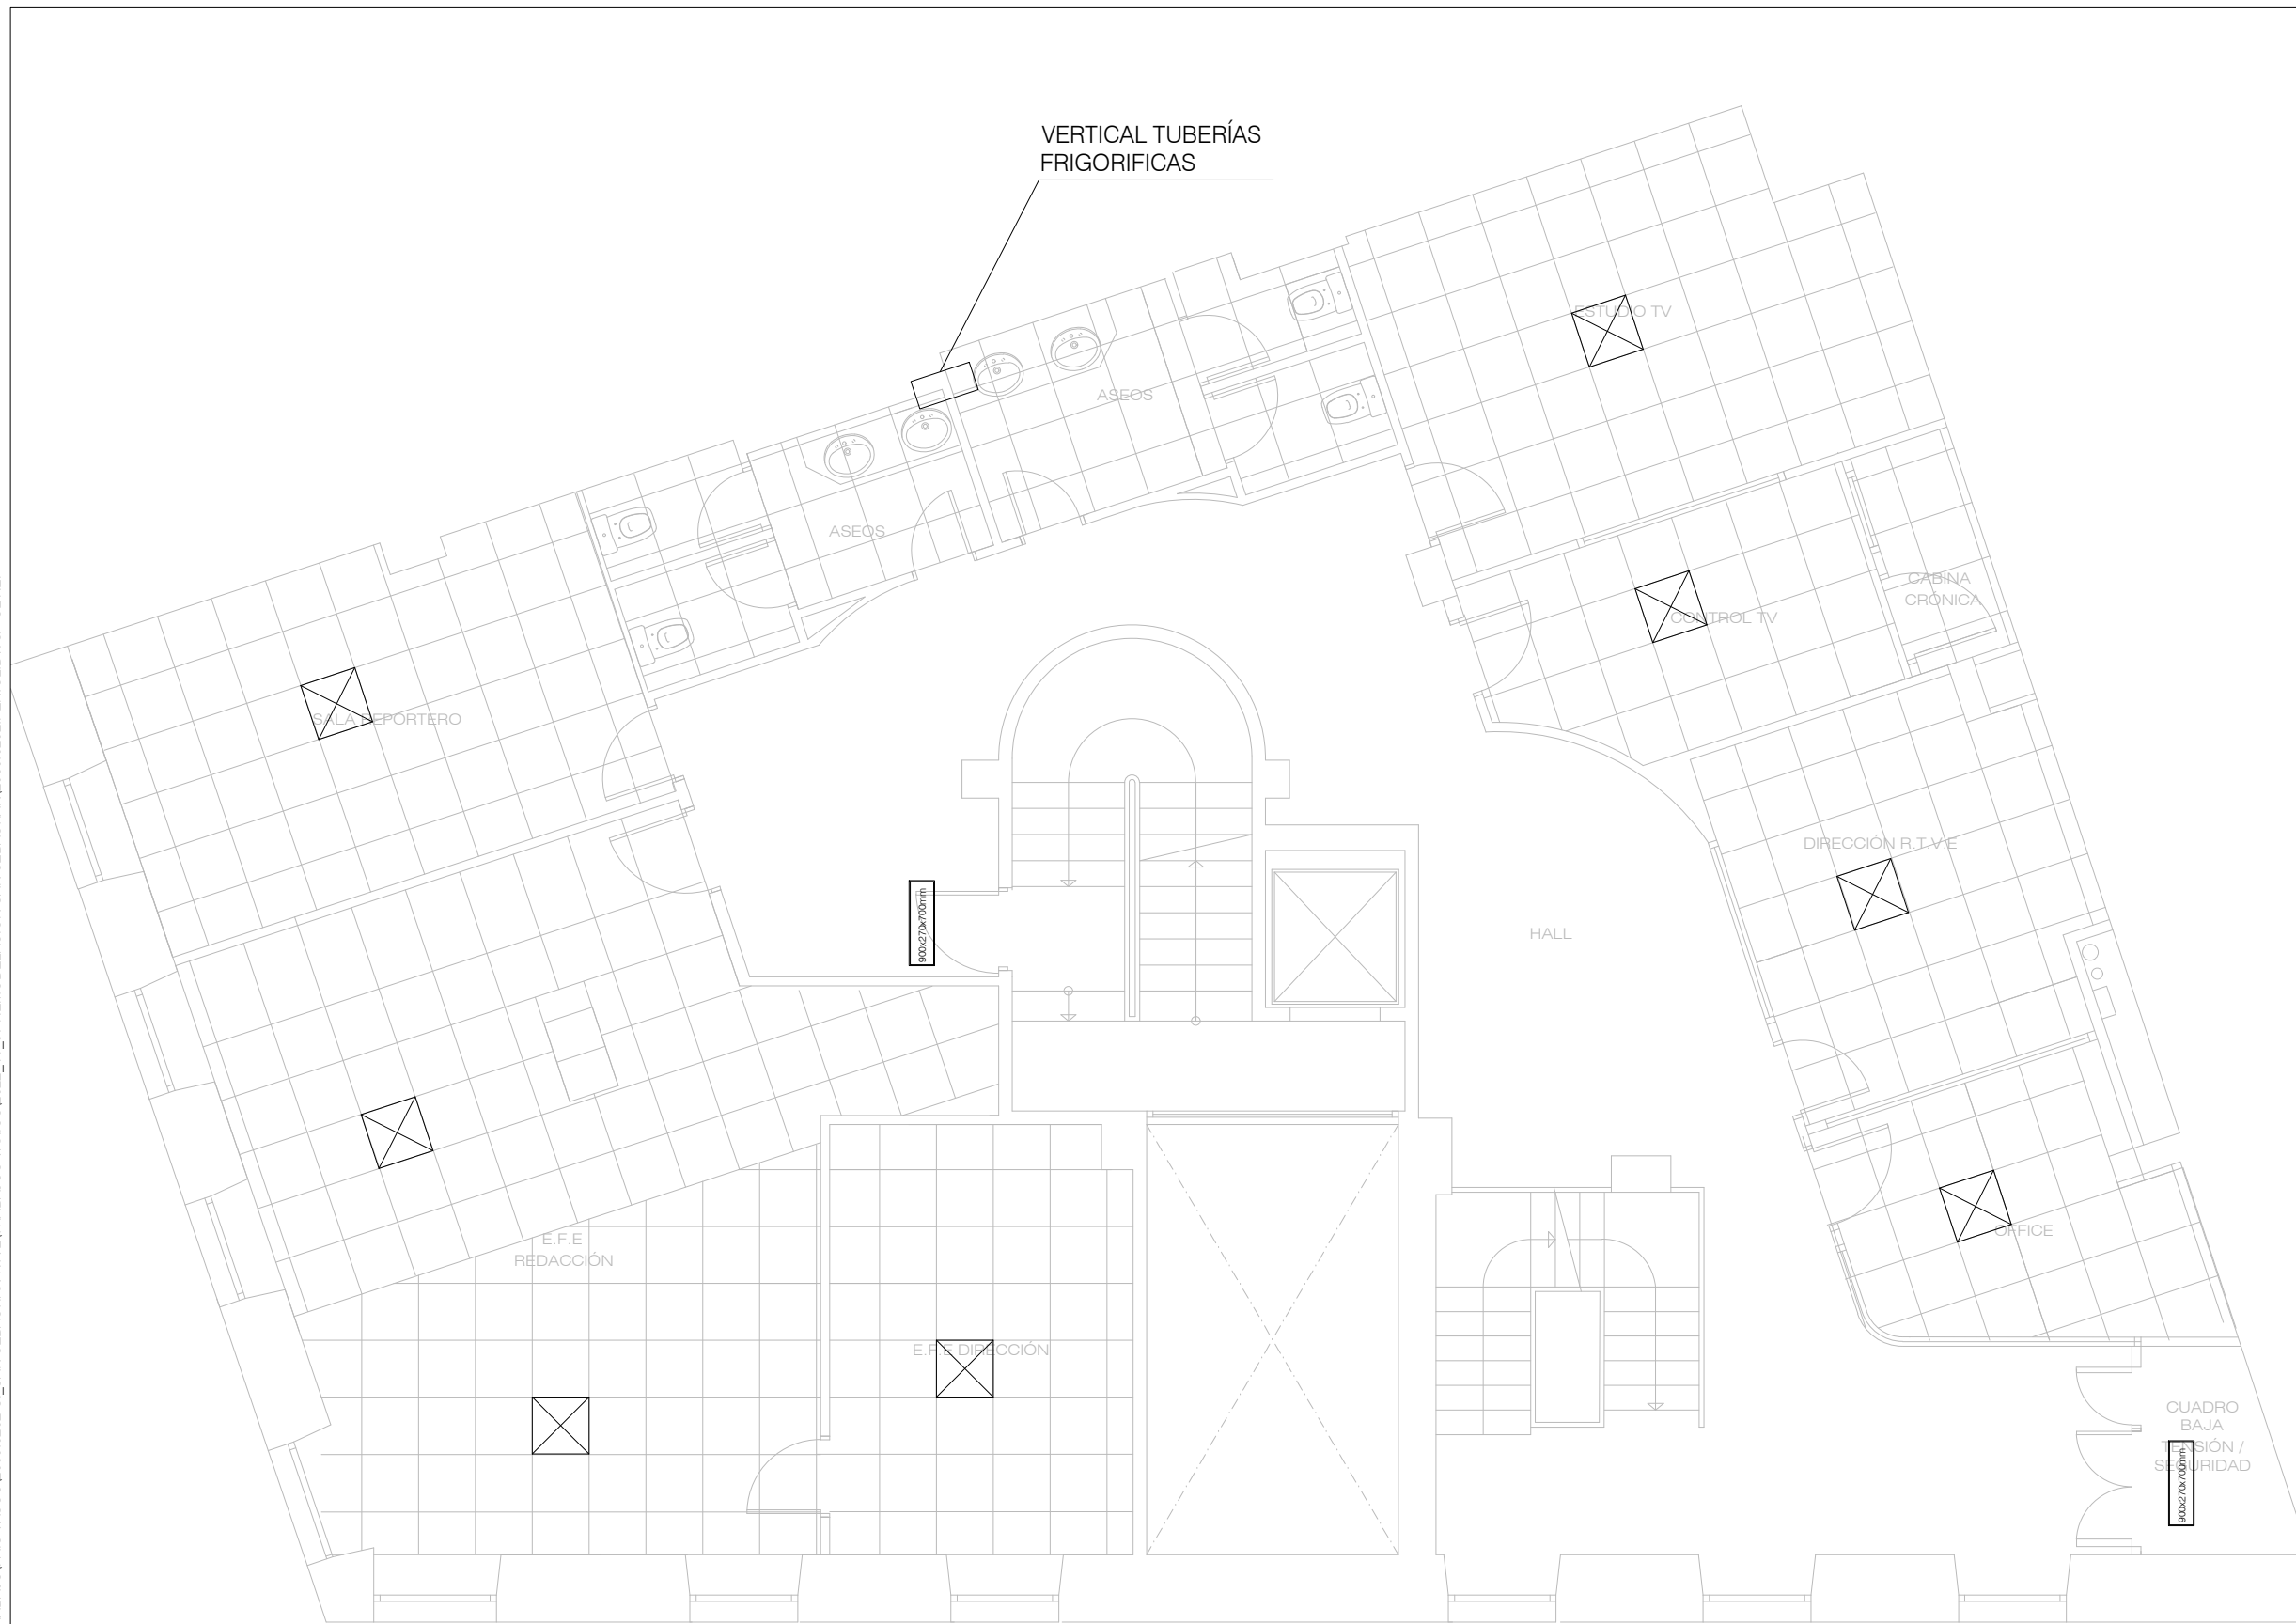 VERTICAL TUBERÍAS
FRIGORIFICAS
ESTUDIO TV
ASEOS
ASEOS
CABINA
CRÓNICA
CONTROL TV
SALA REPORTERO
DIRECCIÓN R.T.V.E
900x270x700mm
HALL
OFFICE
E.F.E
REDACCIÓN
E.F.E DIRECCIÓN
CUADRO
BAJA
TENSIÓN /
SEGURIDAD
900x270x700mm